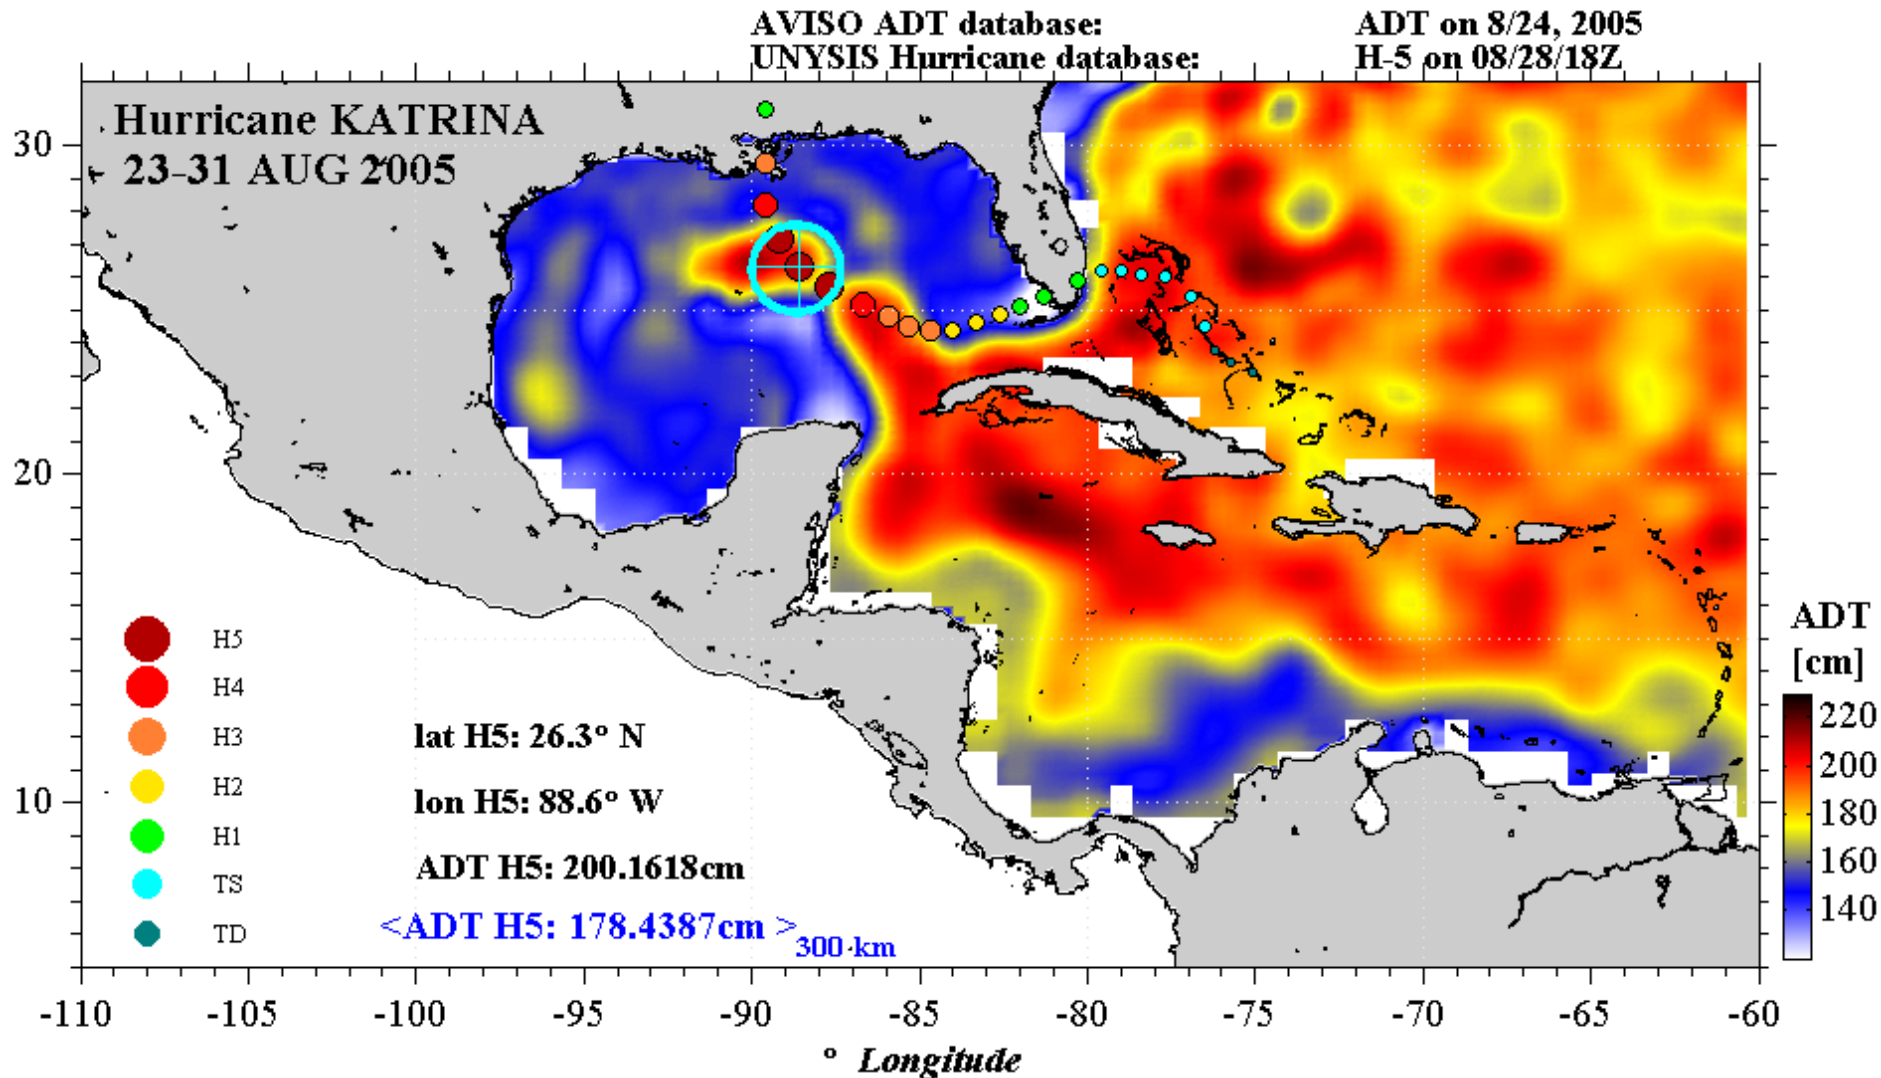 AVISO ADT database: ADT on 8/24, 2005
UNYSIS Hurricane database: H-5 on 08/28/18Z
Hurricane KATRINA
23-31 AUG 2005
30
20
10
H5
H4
H3
H2
H1
TS
TD
lat H5: 26.3° N
lon H5: 88.6° W
ADT H5: 200.1618cm
<ADT H5: 178.4387cm >300 km
ADT
[cm]
220
200
180
160
140
-110 -105 -100 -95 -90 -85 -80 -75 -70 -65 -60
° Longitude